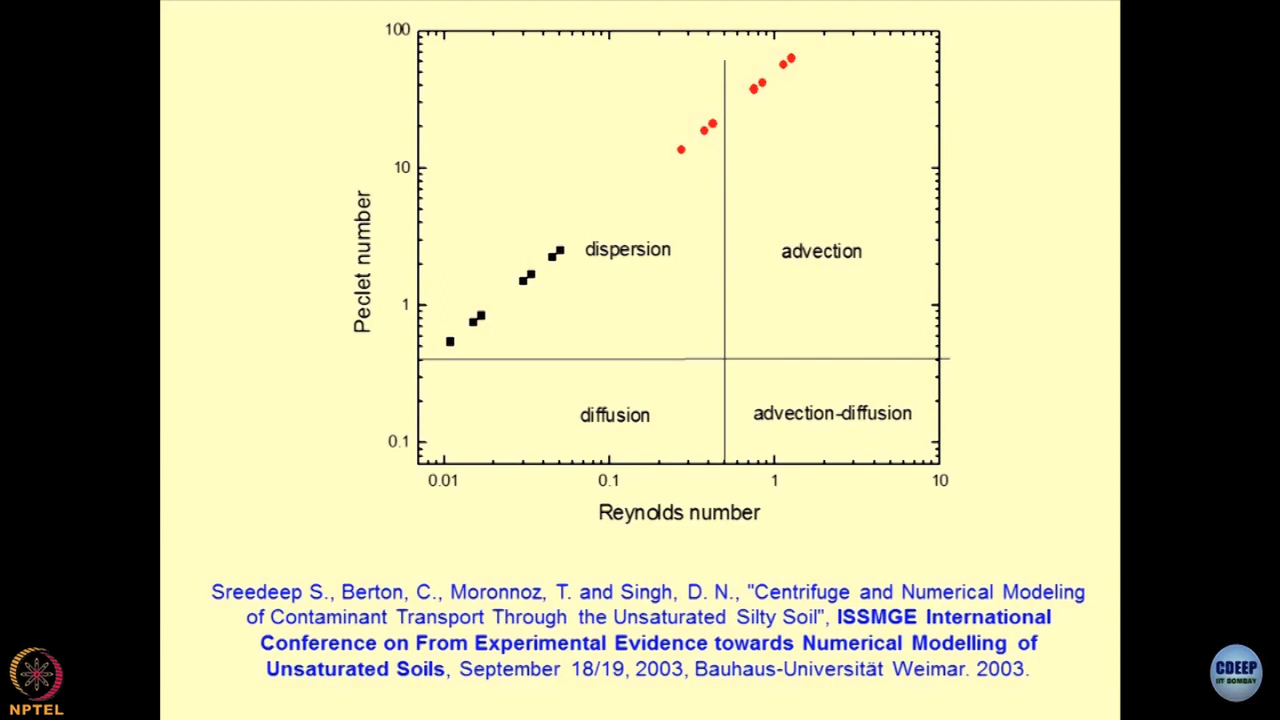 100
10
1
0.1
Peclet number
dispersion
advection
diffusion
advection-diffusion
0.01
0.1
1
10
Reynolds number
Sreedeep S., Berton, C., Moronnoz, T. and Singh, D. N., "Centrifuge and Numerical Modeling
of Contaminant Transport Through the Unsaturated Silty Soil", ISSMGE International
Conference on From Experimental Evidence towards Numerical Modelling of
Unsaturated Soils, September 18/19, 2003, Bauhaus-Universität Weimar. 2003.
NPTEL
CDEEP
IIT BOMBAY